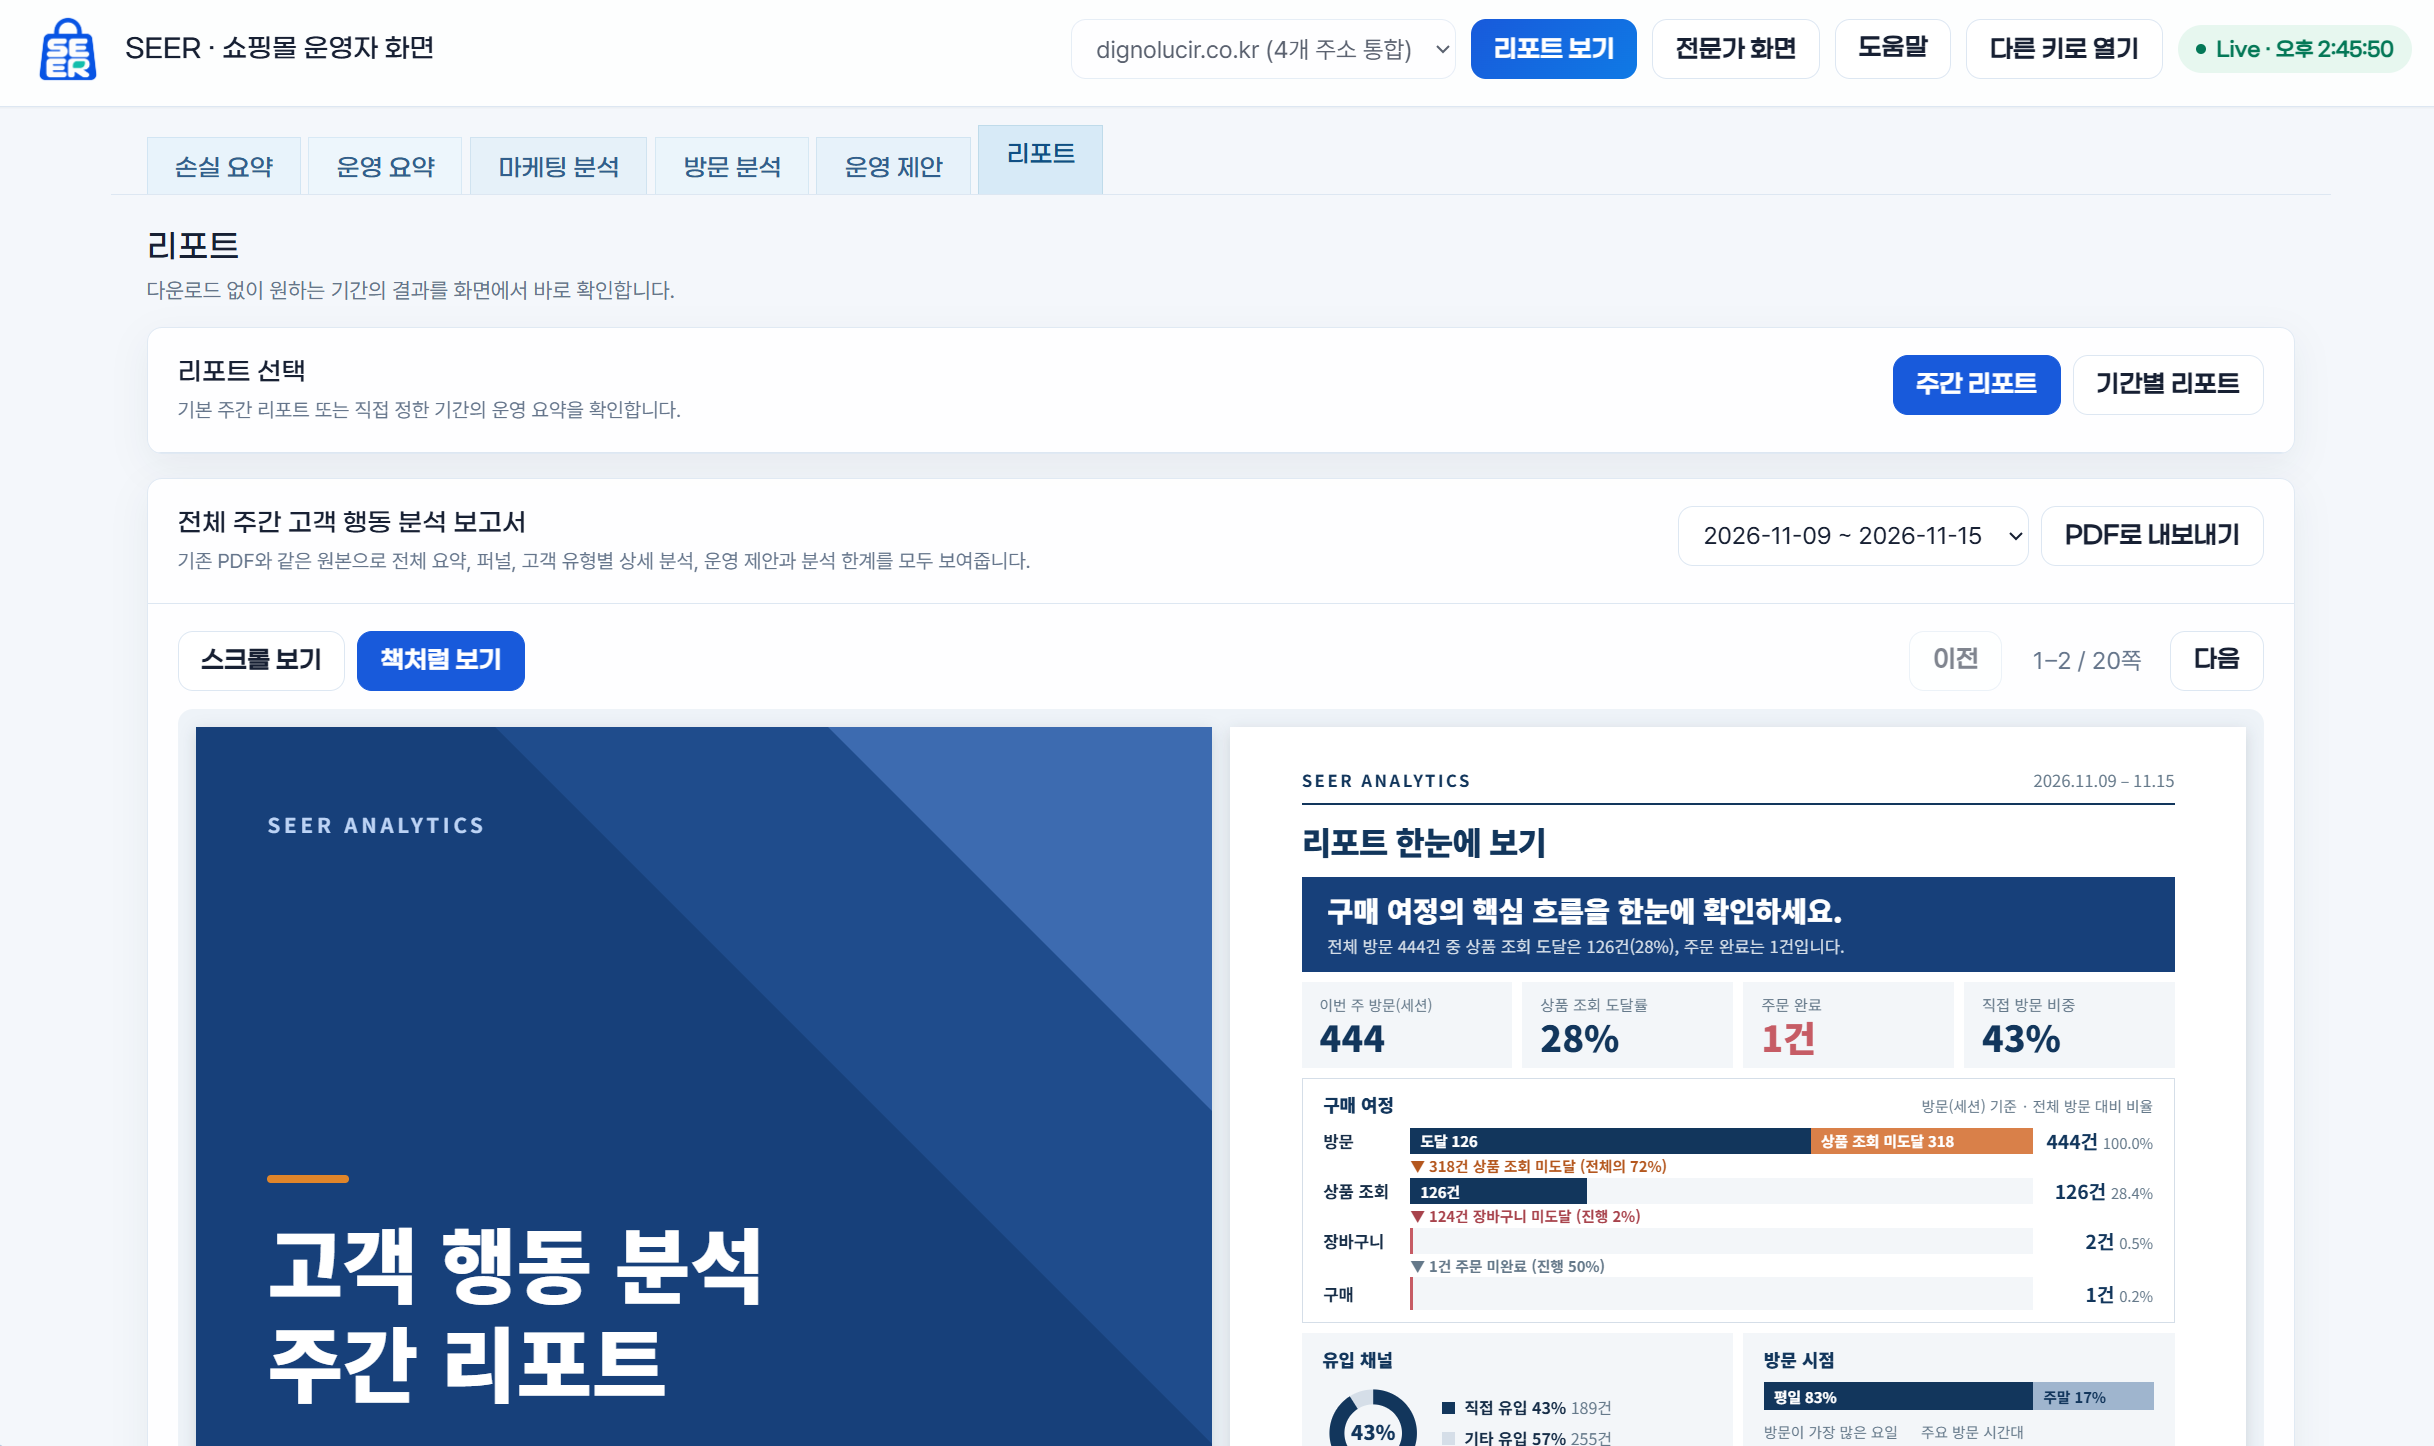 SEER
SEER · 쇼핑몰 운영자 화면
dignolucir.co.kr (4개 주소 통합)
리포트 보기
전문가 화면
도움말
다른 키로 열기
Live · 오후 2:45:50
손실 요약
운영 요약
마케팅 분석
방문 분석
운영 제안
리포트
리포트
다운로드 없이 원하는 기간의 결과를 화면에서 바로 확인합니다.
리포트 선택
기본 주간 리포트 또는 직접 정한 기간의 운영 요약을 확인합니다.
주간 리포트
기간별 리포트
전체 주간 고객 행동 분석 보고서
기존 PDF와 같은 원본으로 전체 요약, 퍼널, 고객 유형별 상세 분석, 운영 제안과 분석 한계를 모두 보여줍니다.
2026-11-09 ~ 2026-11-15
PDF로 내보내기
스크롤 보기
책처럼 보기
이전
1–2 / 20쪽
다음
SEER ANALYTICS
고객 행동 분석
주간 리포트
SEER ANALYTICS
2026.11.09 – 11.15
리포트 한눈에 보기
구매 여정의 핵심 흐름을 한눈에 확인하세요.
전체 방문 444건 중 상품 조회 도달은 126건(28%), 주문 완료는 1건입니다.
이번 주 방문(세션)
444
상품 조회 도달률
28%
주문 완료
1건
직접 방문 비중
43%
구매 여정
방문(세션) 기준 · 전체 방문 대비 비율
방문
도달 126
상품 조회 미도달 318
444건 100.0%
▼ 318건 상품 조회 미도달 (전체의 72%)
상품 조회
126건
126건 28.4%
▼ 124건 장바구니 미도달 (진행 2%)
장바구니
2건 0.5%
▼ 1건 주문 미완료 (진행 50%)
구매
1건 0.2%
유입 채널
43%
직접 유입 43% 189건
기타 유입 57% 255건
방문 시점
평일 83%
주말 17%
방문이 가장 많은 요일
주요 방문 시간대